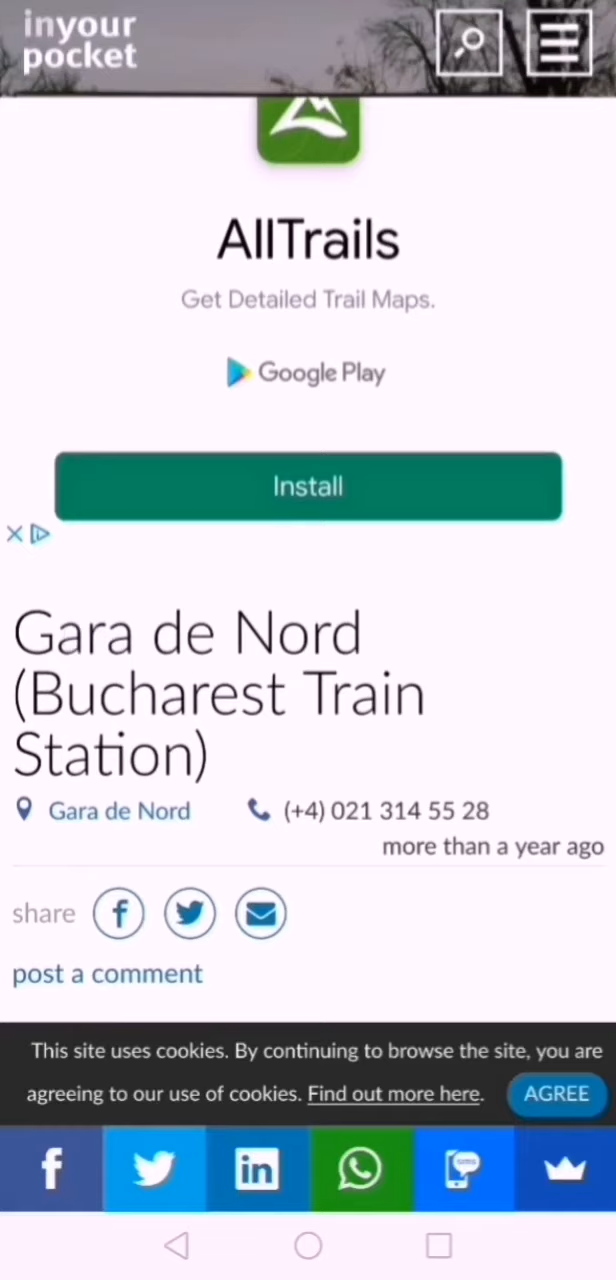 inyour
pocket
AllTrails
Get Detailed Trail Maps.
Google Play
Install
Gara de Nord
(Bucharest Train
Station)
Gara de Nord (+4) 021 314 55 28
more than a year ago
share
post a comment
This site uses cookies. By continuing to browse the site, you are
agreeing to our use of cookies. Find out more here. AGREE
f in sms